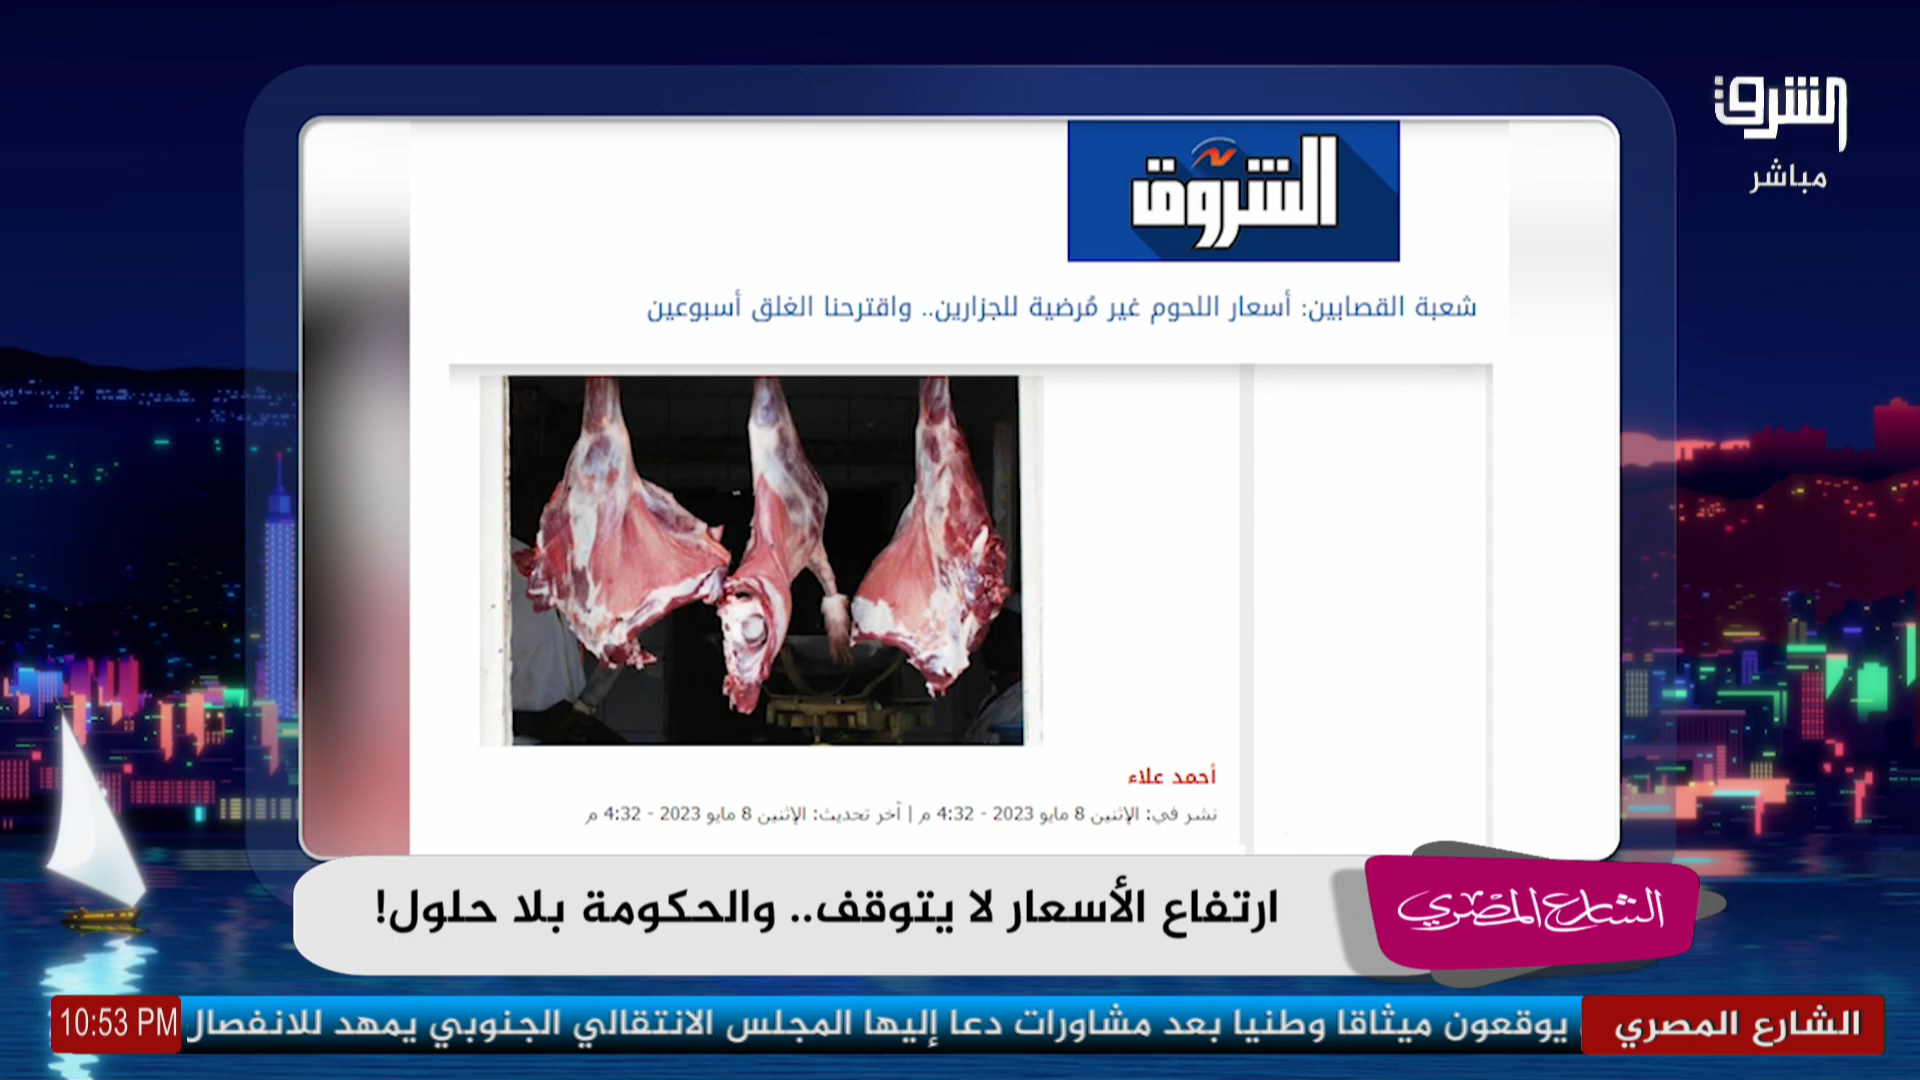 الشرق
مباشر
الشروق
شعبة القصابين: أسعار اللحوم غير مُرضية للجزارين.. واقترحنا الغلق أسبوعين
أحمد علاء
نشر في: الإثنين 8 مايو 2023 - 4:32 م | آخر تحديث: الإثنين 8 مايو 2023 - 4:32 م
الشارع المصري
ارتفاع الأسعار لا يتوقف.. والحكومة بلا حلول!
الشارع المصري
يوقعون ميثاقا وطنيا بعد مشاورات دعا إليها المجلس الانتقالي الجنوبي يمهد للانفصال
10:53 PM